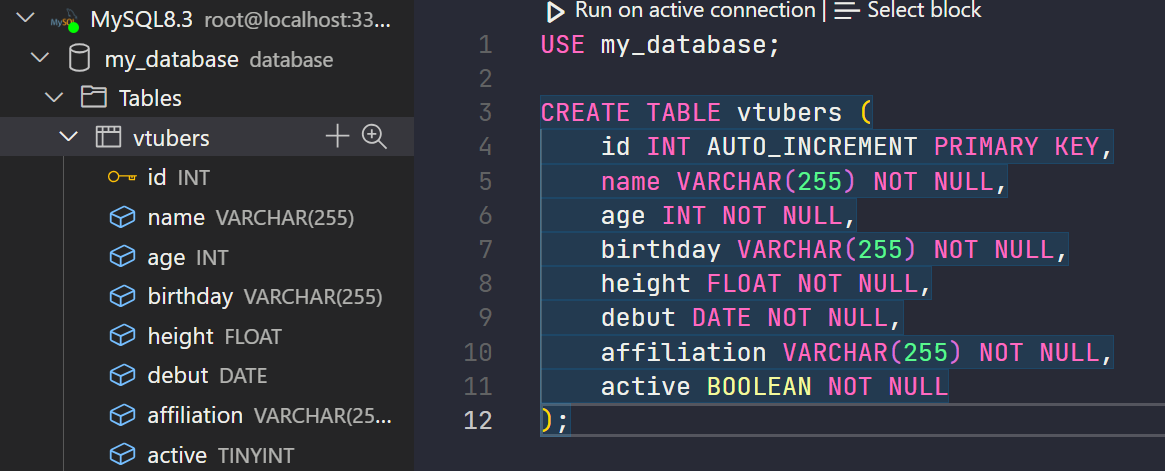 MySQL8.3 root@localhost:33...
my_database database
Tables
vtubers
id INT
name VARCHAR(255)
age INT
birthday VARCHAR(255)
height FLOAT
debut DATE
affiliation VARCHAR(25...
active TINYINT
Run on active connection | Select block
1 USE my_database;
2
3 CREATE TABLE vtubers (
4     id INT AUTO_INCREMENT PRIMARY KEY,
5     name VARCHAR(255) NOT NULL,
6     age INT NOT NULL,
7     birthday VARCHAR(255) NOT NULL,
8     height FLOAT NOT NULL,
9     debut DATE NOT NULL,
10     affiliation VARCHAR(255) NOT NULL,
11     active BOOLEAN NOT NULL
12 );